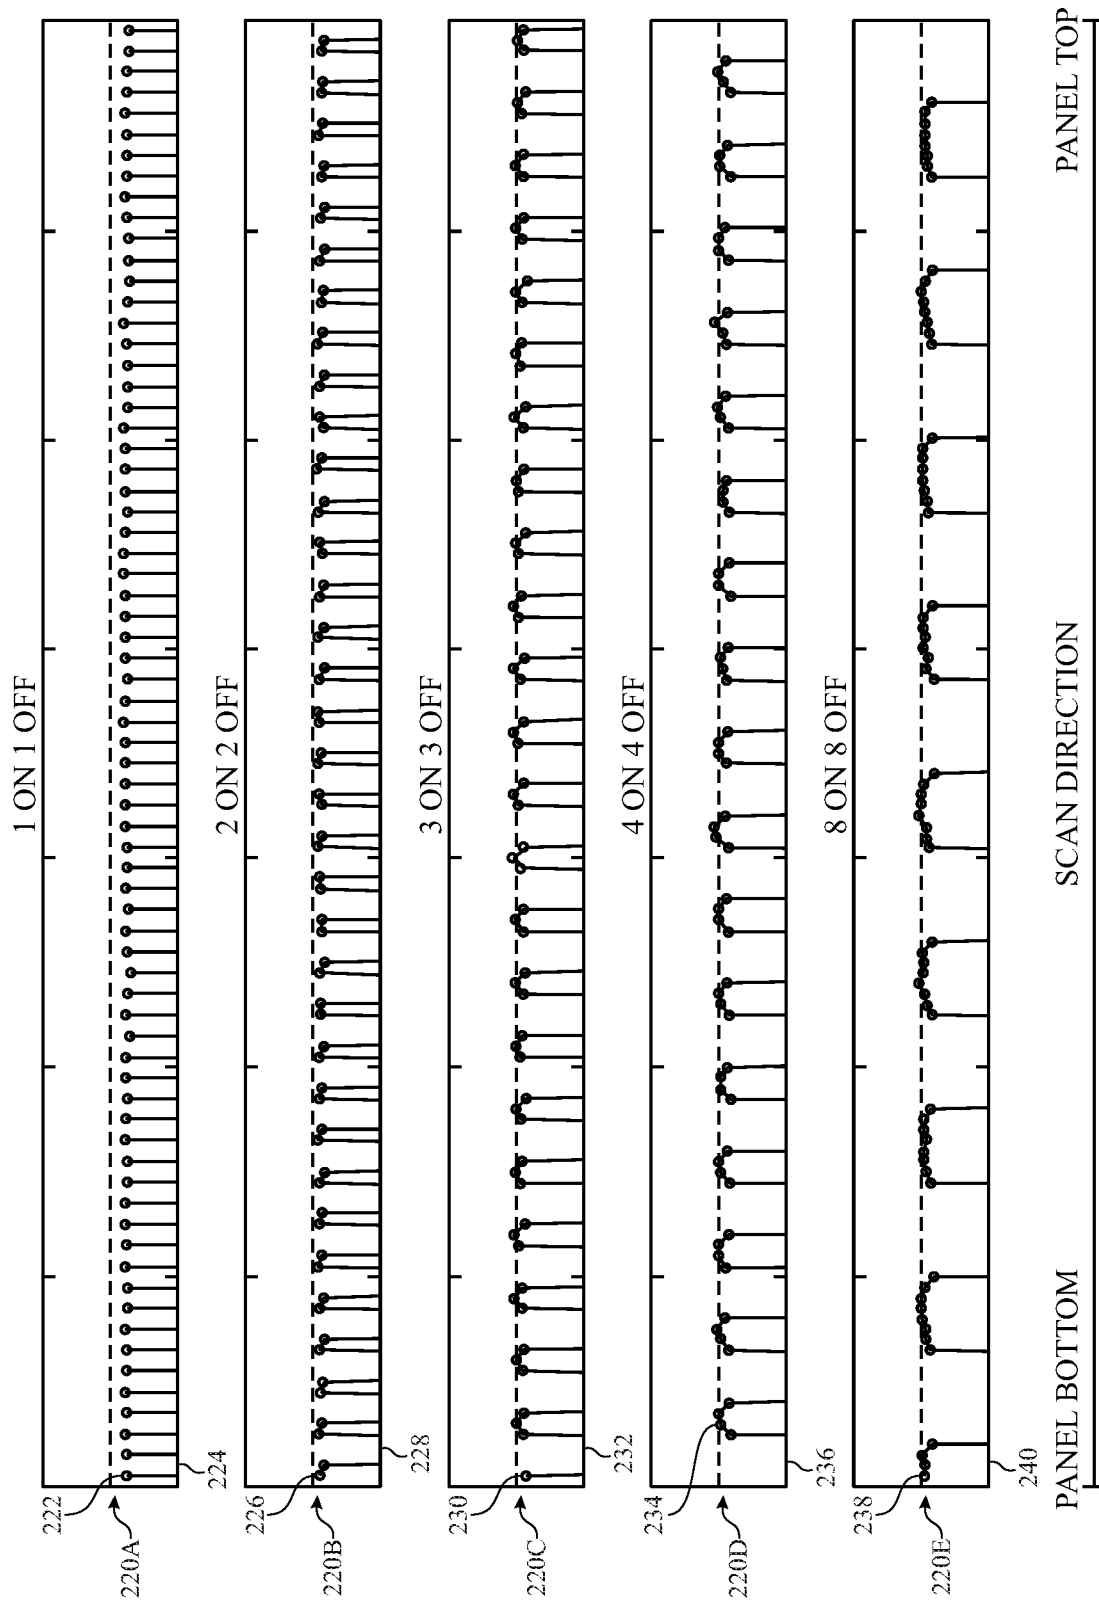 1 ON 1 OFF
222
224
220A
2 ON 2 OFF
226
228
220B
3 ON 3 OFF
230
232
220C
4 ON 4 OFF
234
236
220D
8 ON 8 OFF
238
240
220E
PANEL BOTTOM
SCAN DIRECTION
PANEL TOP